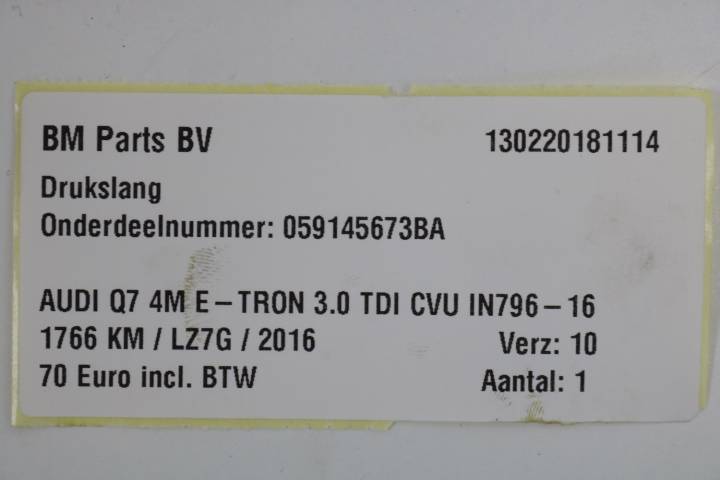 BM Parts BV 130220181114
Drukslang
Onderdeelnummer: 059145673BA
AUDI Q7 4M E-TRON 3.0 TDI CVU IN796-16
1766 KM / LZ7G / 2016 Verz: 10
70 Euro incl. BTW Aantal: 1